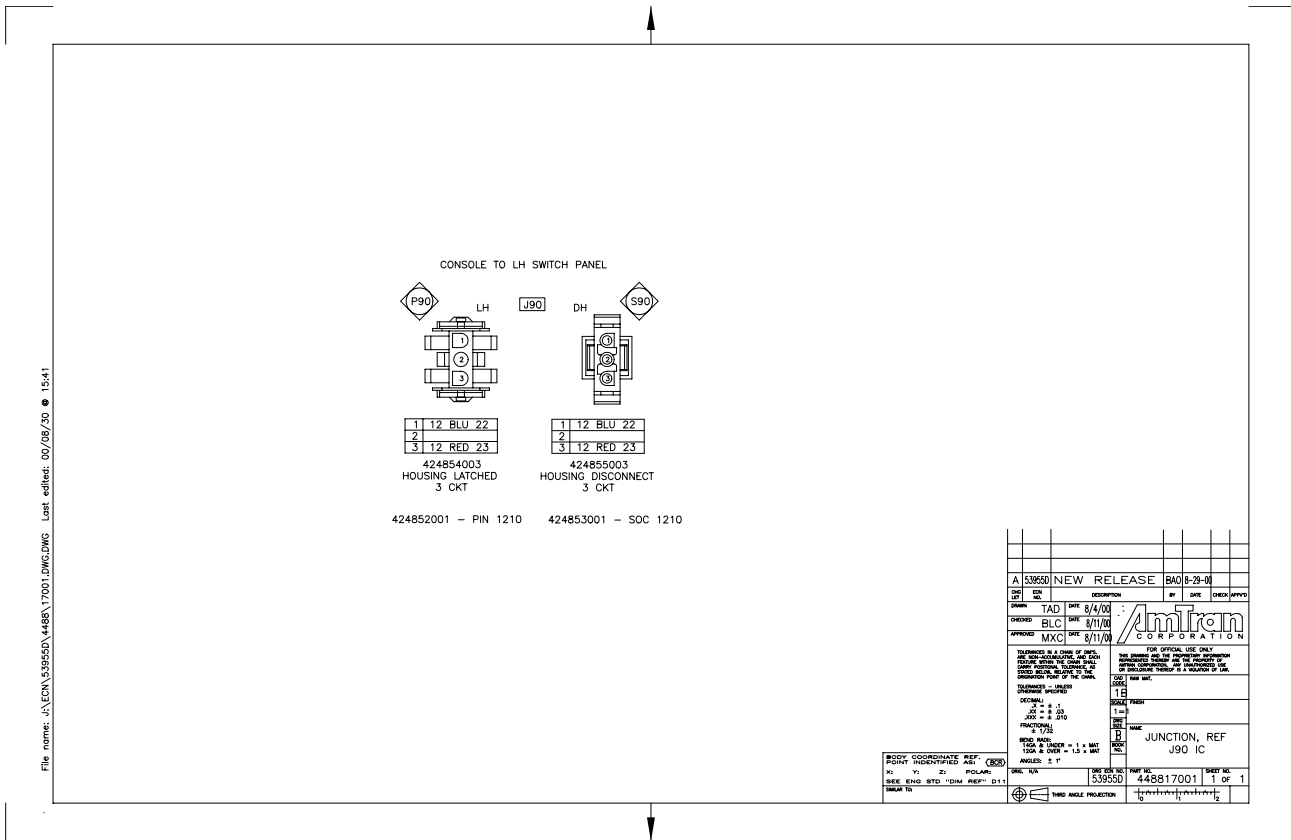 CONSOLE TO LH SWITCH PANEL
P90 LH J90 DH S90
1
2
3
1
2
3
1 12 BLU 22
2
3 12 RED 23
424854003
HOUSING LATCHED
3 CKT
424852001 – PIN 1210
1 12 BLU 22
2
3 12 RED 23
424855003
HOUSING DISCONNECT
3 CKT
424853001 – SOC 1210
File name: J:\ECN\53955D\4488\17001.DWG.DWG Last edited: 00/08/30 @ 15:41
A 53955D NEW RELEASE BAO 8-29-00
CHG LET ECN NO. DESCRIPTION BY DATE CHECK APPV'D
DRAWN TAD DATE 8/4/00
CHECKED BLC DATE 8/11/00
APPROVED MXC DATE 8/11/00
AmTran
CORPORATION
TOLERANCES IN A CHAIN OF DIM'S.
ARE NON-ACCUMULATIVE, AND EACH
FEATURE WITHIN THE CHAIN SHALL
CARRY POSITIONAL TOLERANCE, AS
STATED BELOW, RELATIVE TO THE
ORIGINATION POINT OF THE CHAIN.
TOLERANCES – UNLESS
OTHERWISE SPECIFIED
DECIMAL:
.X = ± .1
.XX = ± .03
.XXX = ± .010
FRACTIONAL:
± 1/32
BEND RADII:
14GA & UNDER = 1 x MAT
12GA & OVER = 1.5 x MAT
ANGLES: ± 1°
FOR OFFICIAL USE ONLY
THIS DRAWING AND THE PROPRIETARY INFORMATION
REPRESENTED THEREBY ARE THE PROPERTY OF
AMTRAN CORPORATION. ANY UNAUTHORIZED USE
OR DISCLOSURE THEREOF IS A VIOLATION OF LAW.
CAD CODE 1B
RAW MAT.
SCALE 1=1
FINISH
DWG SIZE B
BOOK NO.
NAME
JUNCTION, REF
J90 IC
BODY COORDINATE REF.
POINT INDENTIFIED AS: BCR
X: Y: Z: POLAR:
SEE ENG STD "DIM REF" D11
SIMILAR TO:
ORIG. N/A
ORG ECN NO. 53955D
PART NO. 448817001
SHEET NO. 1 OF 1
THIRD ANGLE PROJECTION
0 1 2